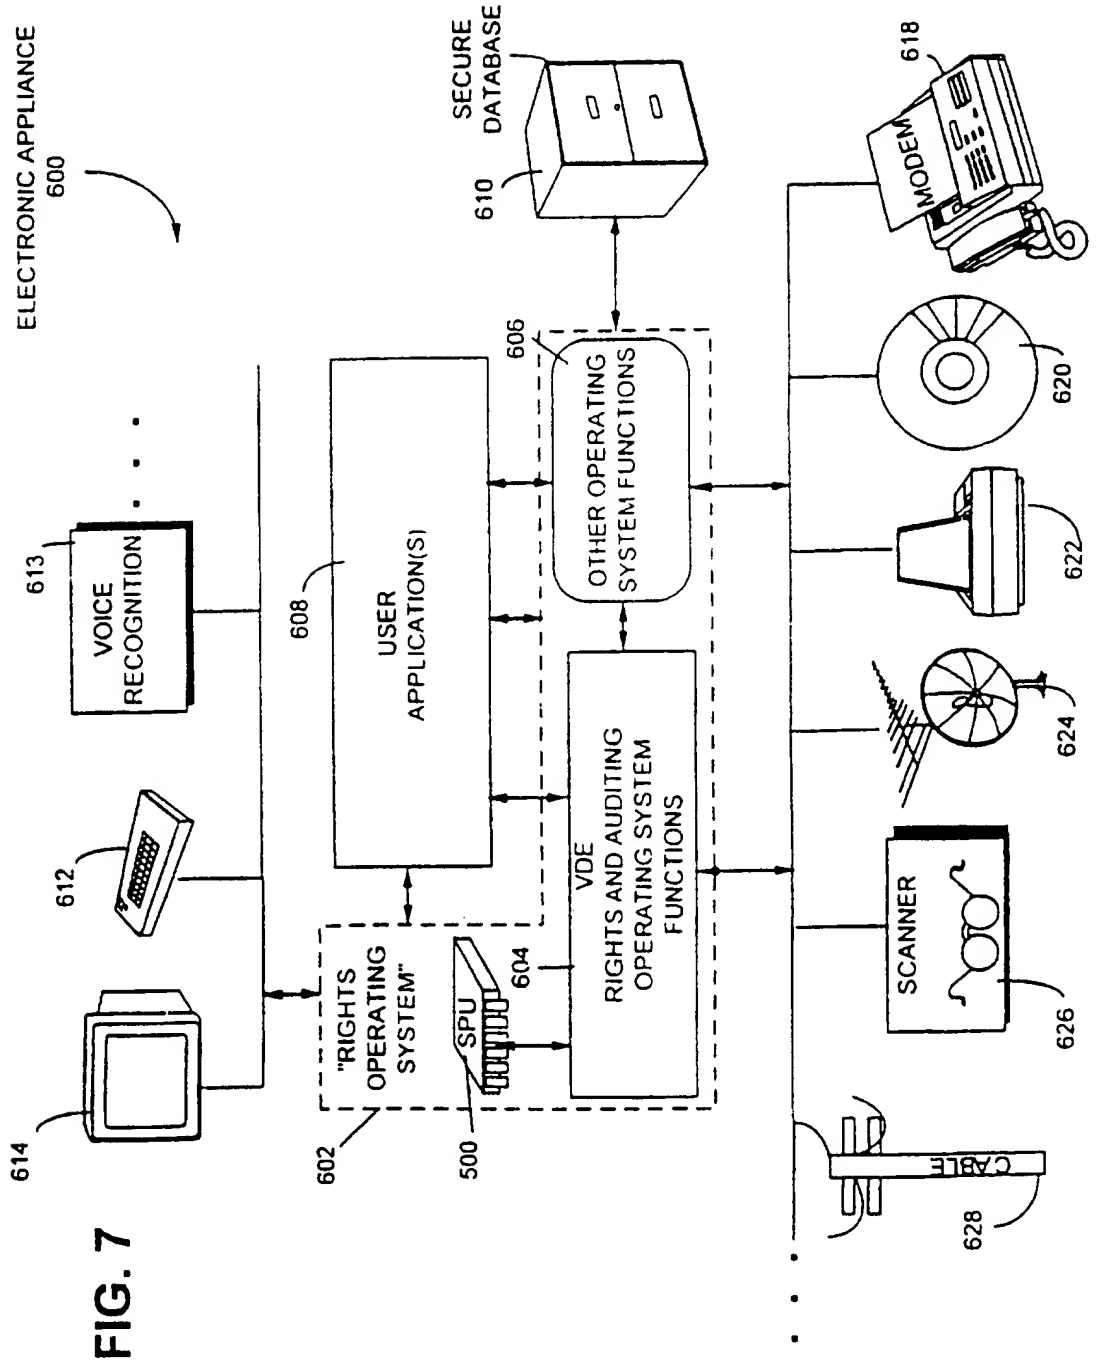 FIG. 7
ELECTRONIC APPLIANCE
600
614
612
613
VOICE
RECOGNITION
602
"RIGHTS
OPERATING
SYSTEM"
608
USER
APPLICATION(S)
500
SPU
604
VDE
RIGHTS AND AUDITING
OPERATING SYSTEM
FUNCTIONS
606
OTHER OPERATING
SYSTEM FUNCTIONS
610
SECURE
DATABASE
628
CABLE
626
SCANNER
624
622
620
618
MODEM